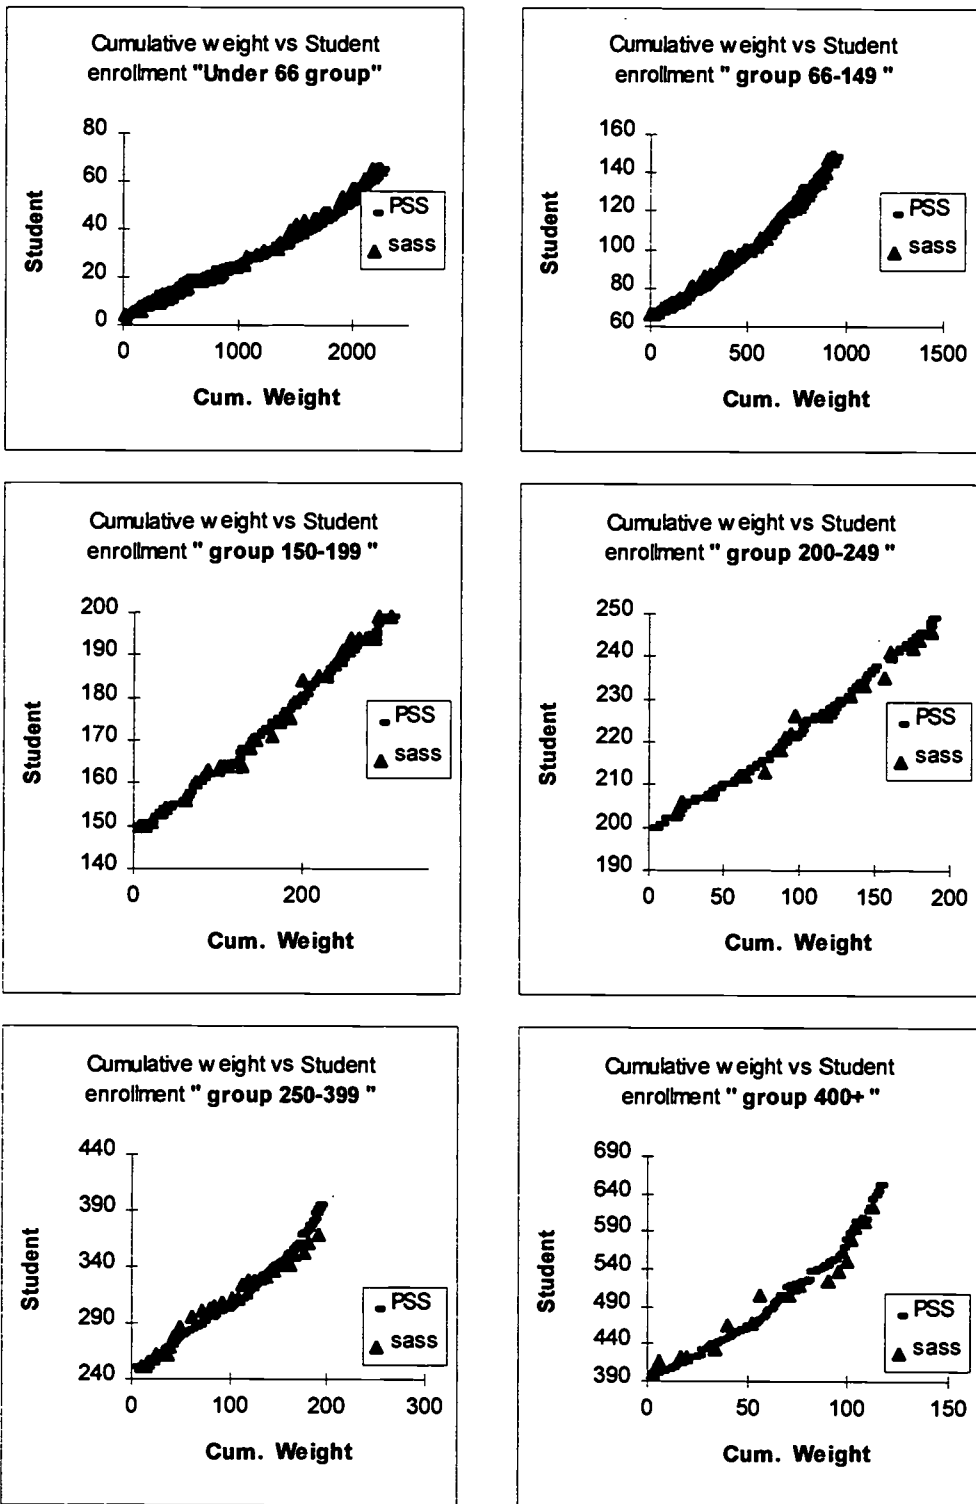 Cumulative weight vs Student
enrollment "Under 66 group"
80
60
40
20
0
0 1000 2000
Student
Cum. Weight
PSS
sass
Cumulative weight vs Student
enrollment " group 66-149 "
160
140
120
100
80
60
0 500 1000 1500
Student
Cum. Weight
PSS
sass
Cumulative weight vs Student
enrollment " group 150-199 "
200
190
180
170
160
150
140
0 200
Student
Cum. Weight
PSS
sass
Cumulative weight vs Student
enrollment " group 200-249 "
250
240
230
220
210
200
190
0 50 100 150 200
Student
Cum. Weight
PSS
sass
Cumulative weight vs Student
enrollment " group 250-399 "
440
390
340
290
240
0 100 200 300
Student
Cum. Weight
PSS
sass
Cumulative weight vs Student
enrollment " group 400+ "
690
640
590
540
490
440
390
0 50 100 150
Student
Cum. Weight
PSS
sass